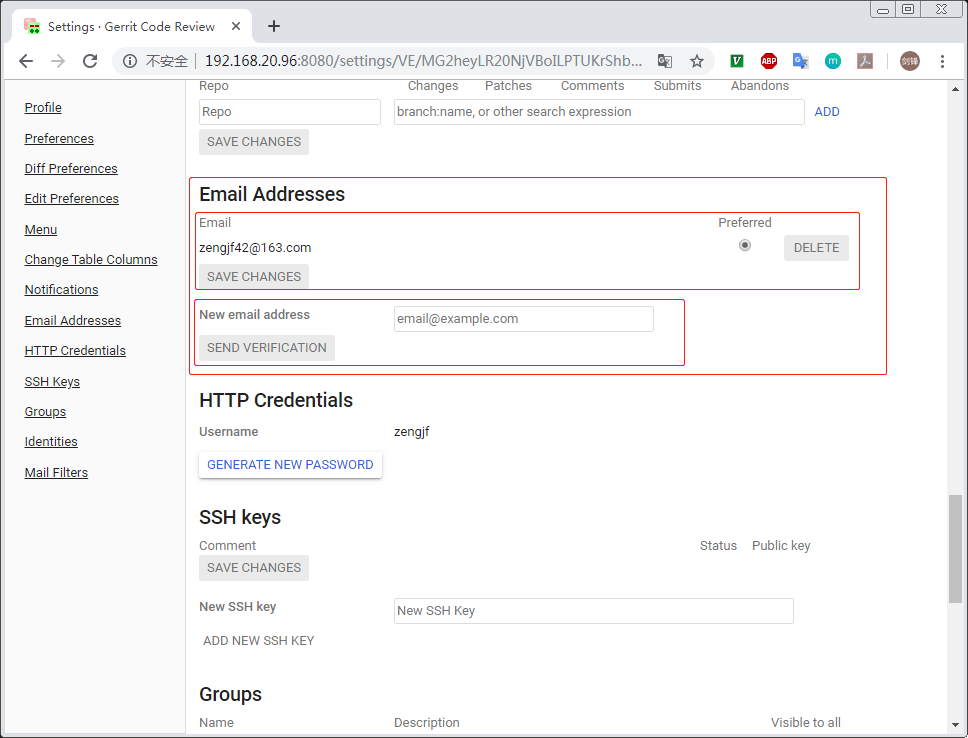 Settings · Gerrit Code Review
不安全 192.168.20.96:8080/settings/VE/MG2heyLR20NjVBoILPTUKrShb...
ABP
m
剑锋
Profile
Preferences
Diff Preferences
Edit Preferences
Menu
Change Table Columns
Notifications
Email Addresses
HTTP Credentials
SSH Keys
Groups
Identities
Mail Filters
Repo Changes Patches Comments Submits Abandons
Repo branch:name, or other search expression ADD
SAVE CHANGES
Email Addresses
Email Preferred
zengjf42@163.com DELETE
SAVE CHANGES
New email address email@example.com
SEND VERIFICATION
HTTP Credentials
Username zengjf
GENERATE NEW PASSWORD
SSH keys
Comment Status Public key
SAVE CHANGES
New SSH key New SSH Key
ADD NEW SSH KEY
Groups
Name Description Visible to all